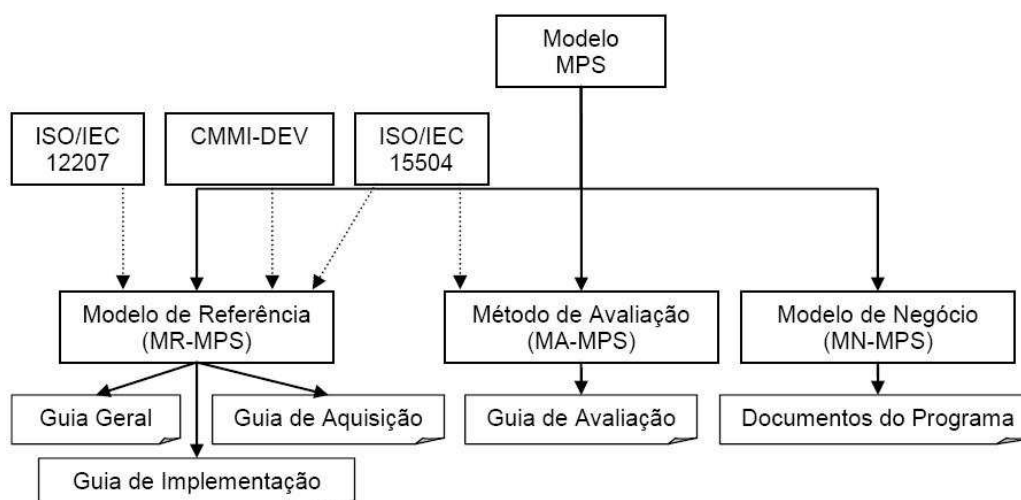 Modelo
MPS
ISO/IEC
12207
CMMI-DEV
ISO/IEC
15504
Modelo de Referência
(MR-MPS)
Método de Avaliação
(MA-MPS)
Modelo de Negócio
(MN-MPS)
Guia Geral
Guia de Aquisição
Guia de Avaliação
Documentos do Programa
Guia de Implementação